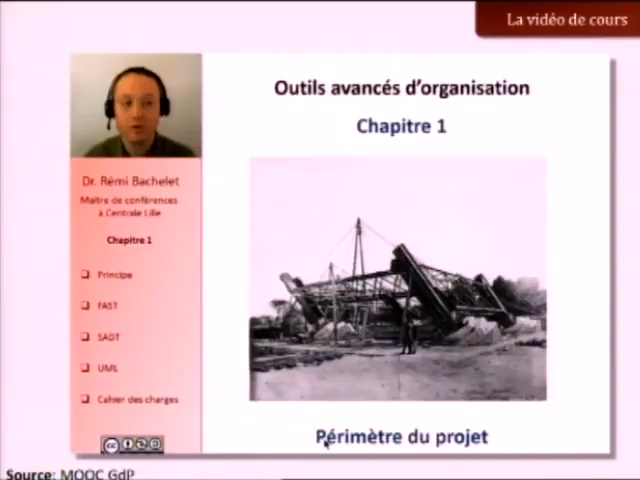 La vidéo de cours
Outils avancés d'organisation
Chapitre 1
Dr. Rémi Bachelet
Maître de conférences
à Centrale Lille
Chapitre 1
Principe
FAST
SADT
UML
Cahier des charges
Périmètre du projet
Source: MOOC GdP